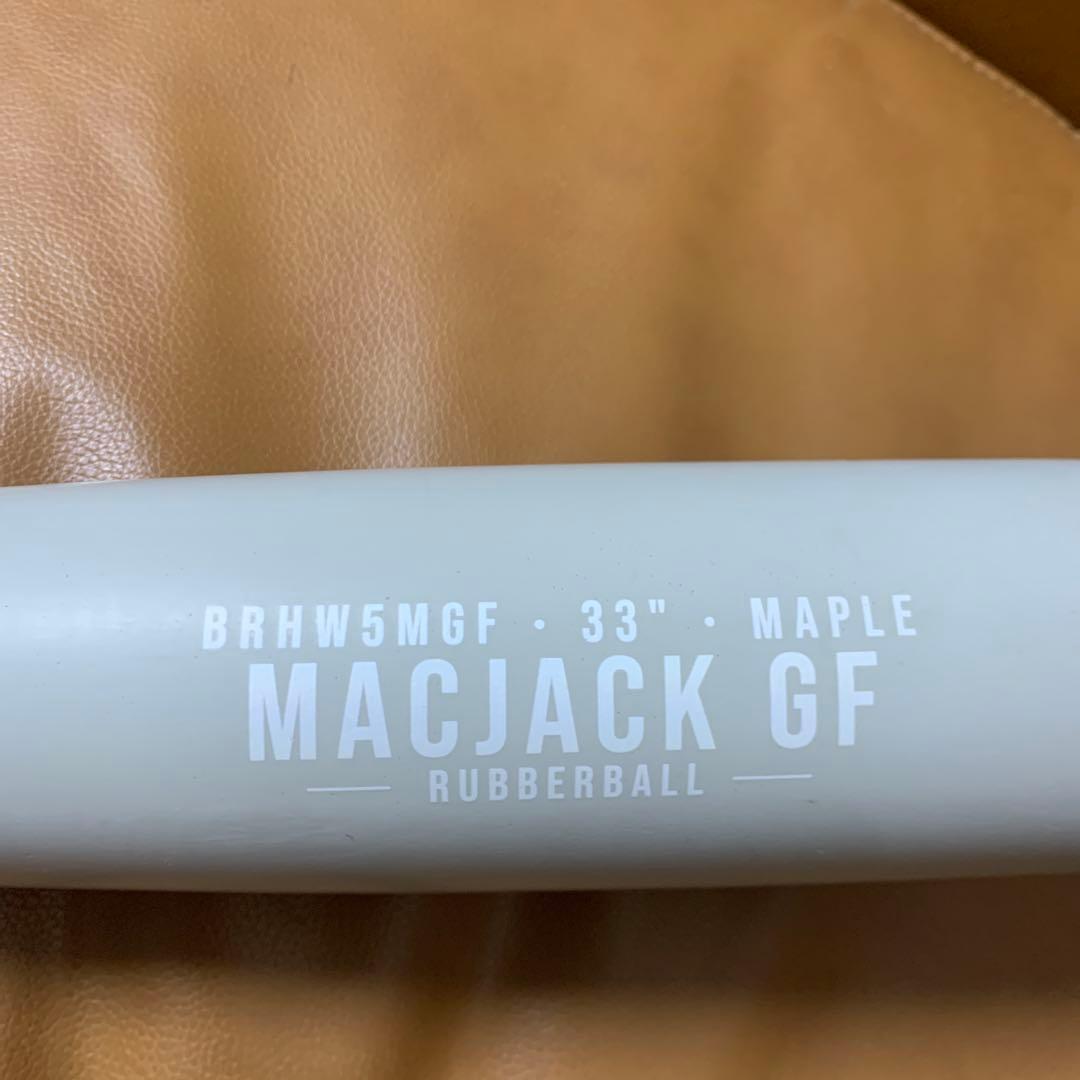 BRHW5MGF · 33" · MAPLE
MACJACK GF
RUBBERBALL